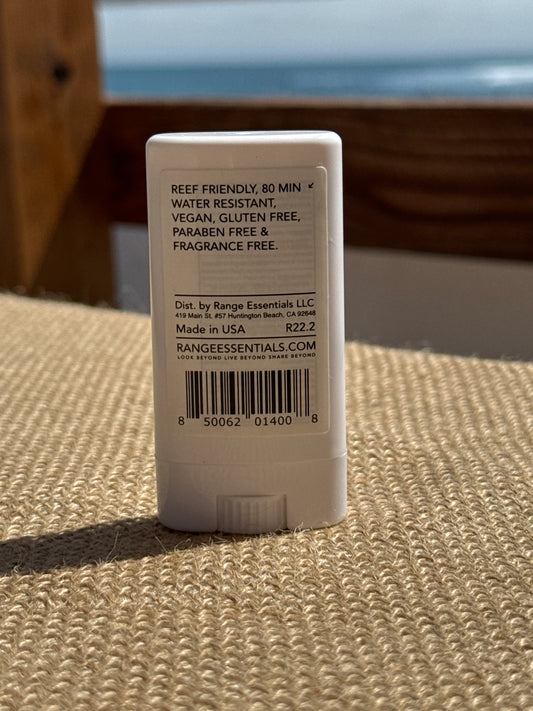 REEF FRIENDLY, 80 MIN ↙
WATER RESISTANT,
VEGAN, GLUTEN FREE,
PARABEN FREE &
FRAGRANCE FREE.
Dist. by Range Essentials LLC
419 Main St. #57 Huntington Beach, CA 92648
Made in USA R22.2
RANGEESSENTIALS.COM
LOOK BEYOND LIVE BEYOND SHARE BEYOND
8 50062 01400 8